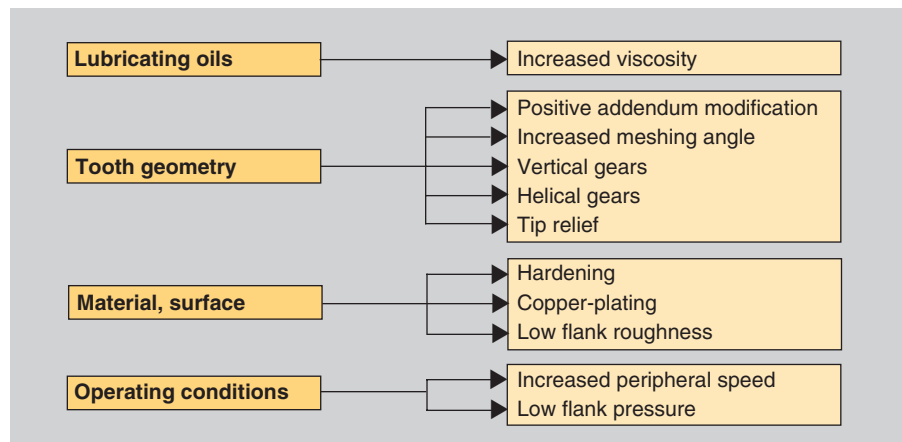 Lubricating oils
Increased viscosity
Tooth geometry
Positive addendum modification
Increased meshing angle
Vertical gears
Helical gears
Tip relief
Material, surface
Hardening
Copper-plating
Low flank roughness
Operating conditions
Increased peripheral speed
Low flank pressure